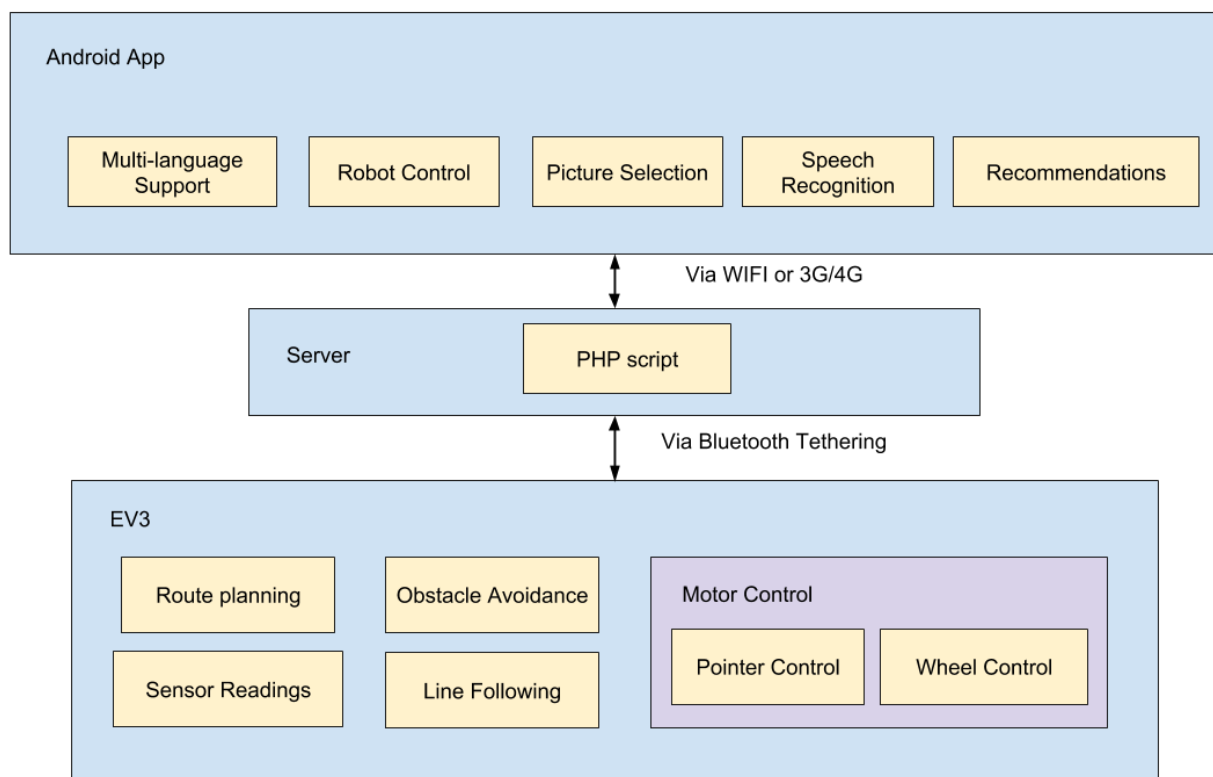 Android App
Multi-language
Support
Robot Control
Picture Selection
Speech
Recognition
Recommendations
Via WIFI or 3G/4G
Server
PHP script
Via Bluetooth Tethering
EV3
Route planning
Obstacle Avoidance
Motor Control
Sensor Readings
Line Following
Pointer Control
Wheel Control